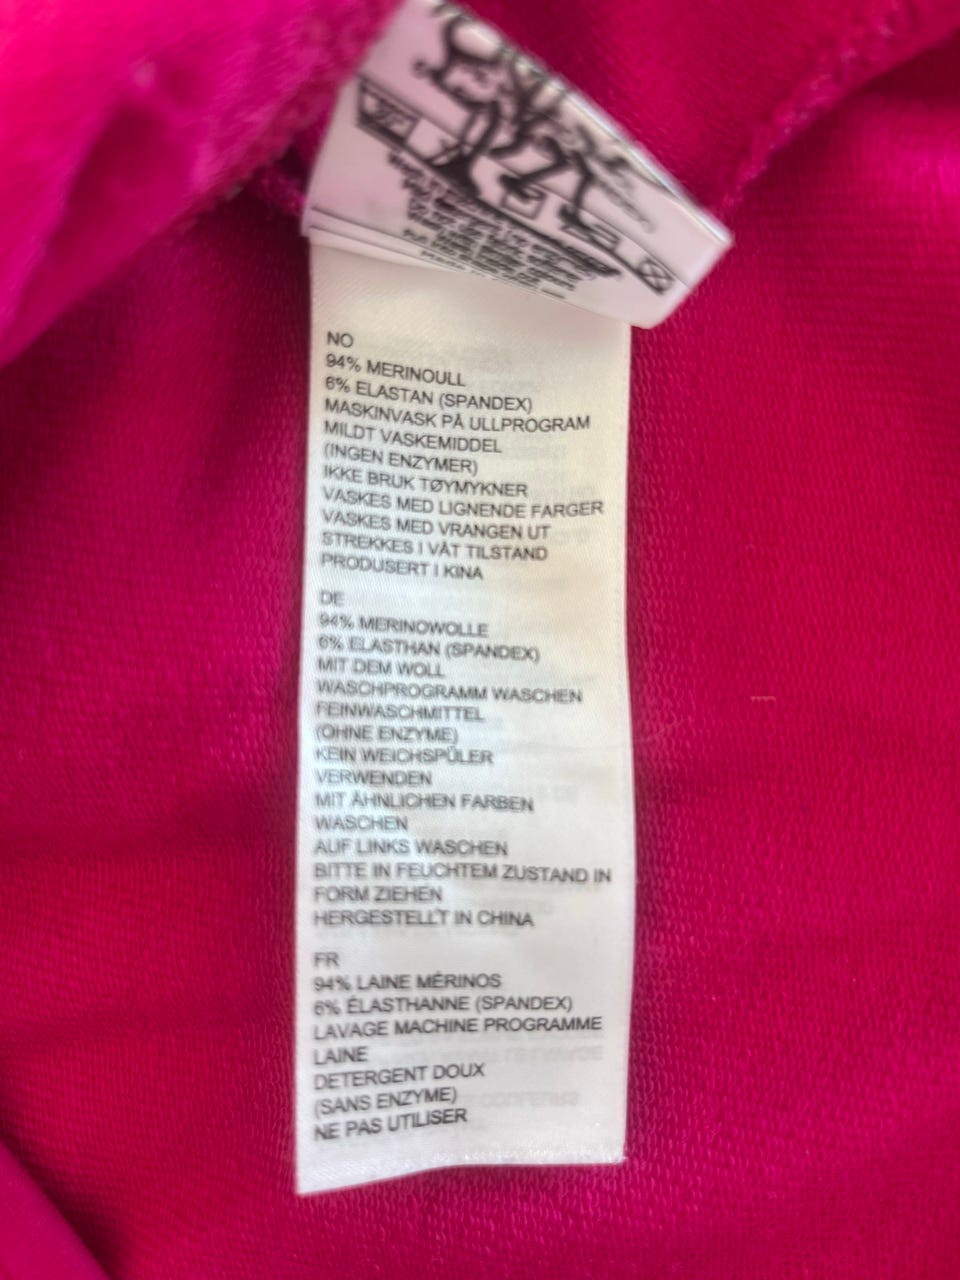 NO
94% MERINOULL
6% ELASTAN (SPANDEX)
MASKINVASK PÅ ULLPROGRAM
MILDT VASKEMIDDEL
(INGEN ENZYMER)
IKKE BRUK TØYMYKNER
VASKES MED LIGNENDE FARGER
VASKES MED VRANGEN UT
STREKKES I VÅT TILSTAND
PRODUSERT I KINA
DE
94% MERINOWOLLE
6% ELASTHAN (SPANDEX)
MIT DEM WOLL
WASCHPROGRAMM WASCHEN
FEINWASCHMITTEL
(OHNE ENZYME)
KEIN WEICHSPÜLER
VERWENDEN
MIT ÄHNLICHEN FARBEN
WASCHEN
AUF LINKS WASCHEN
BITTE IN FEUCHTEM ZUSTAND IN
FORM ZIEHEN
HERGESTELLT IN CHINA
FR
94% LAINE MÉRINOS
6% ÉLASTHANNE (SPANDEX)
LAVAGE MACHINE PROGRAMME
LAINE
DETERGENT DOUX
(SANS ENZYME)
NE PAS UTILISER